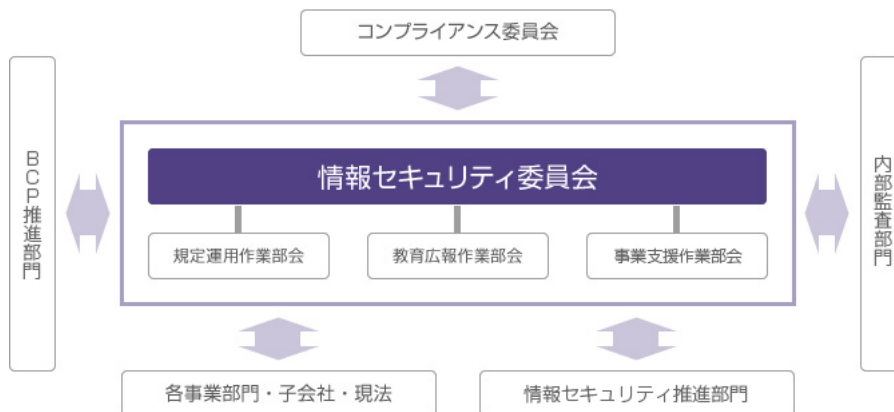 コンプライアンス委員会
BCP推進部門
情報セキュリティ委員会
規定運用作業部会
教育広報作業部会
事業支援作業部会
内部監査部門
各事業部門・子会社・現法
情報セキュリティ推進部門